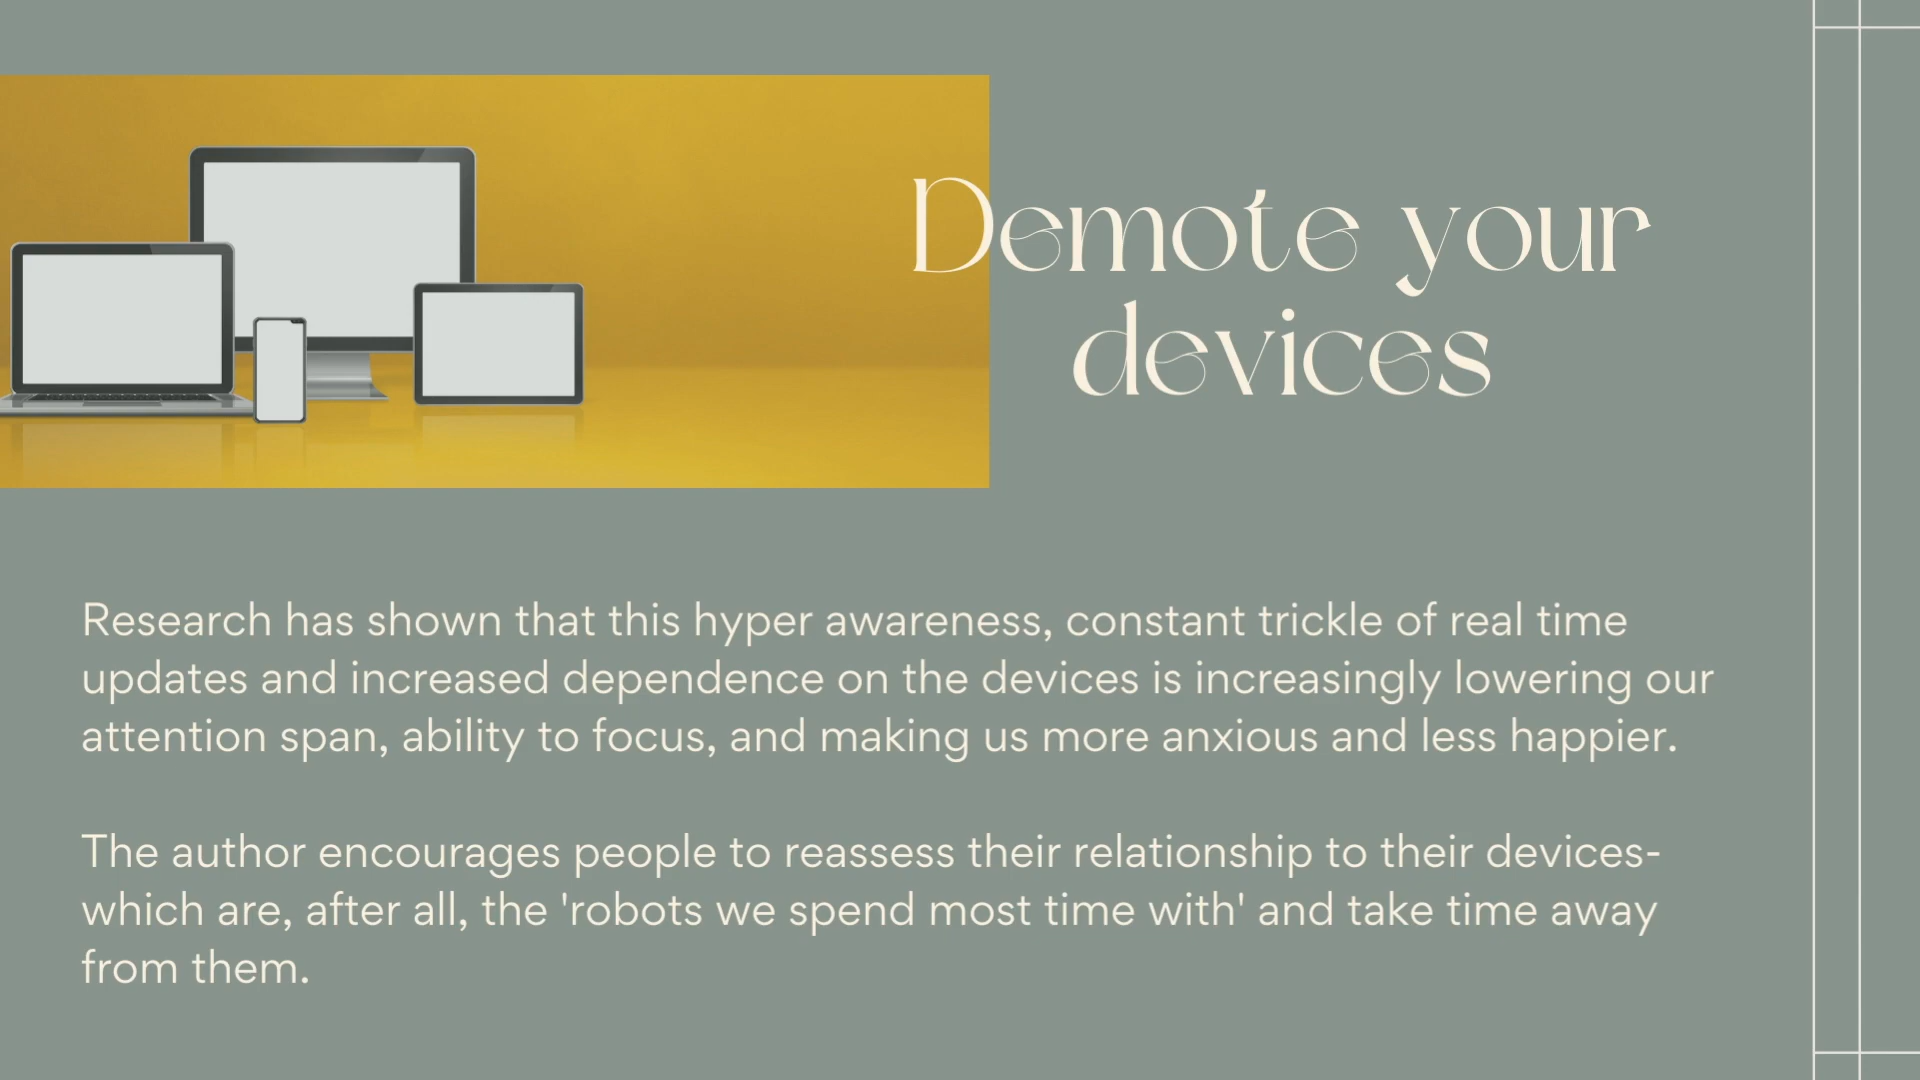 Demote your
devices
Research has shown that this hyper awareness, constant trickle of real time
updates and increased dependence on the devices is increasingly lowering our
attention span, ability to focus, and making us more anxious and less happier.
The author encourages people to reassess their relationship to their devices-
which are, after all, the 'robots we spend most time with' and take time away
from them.